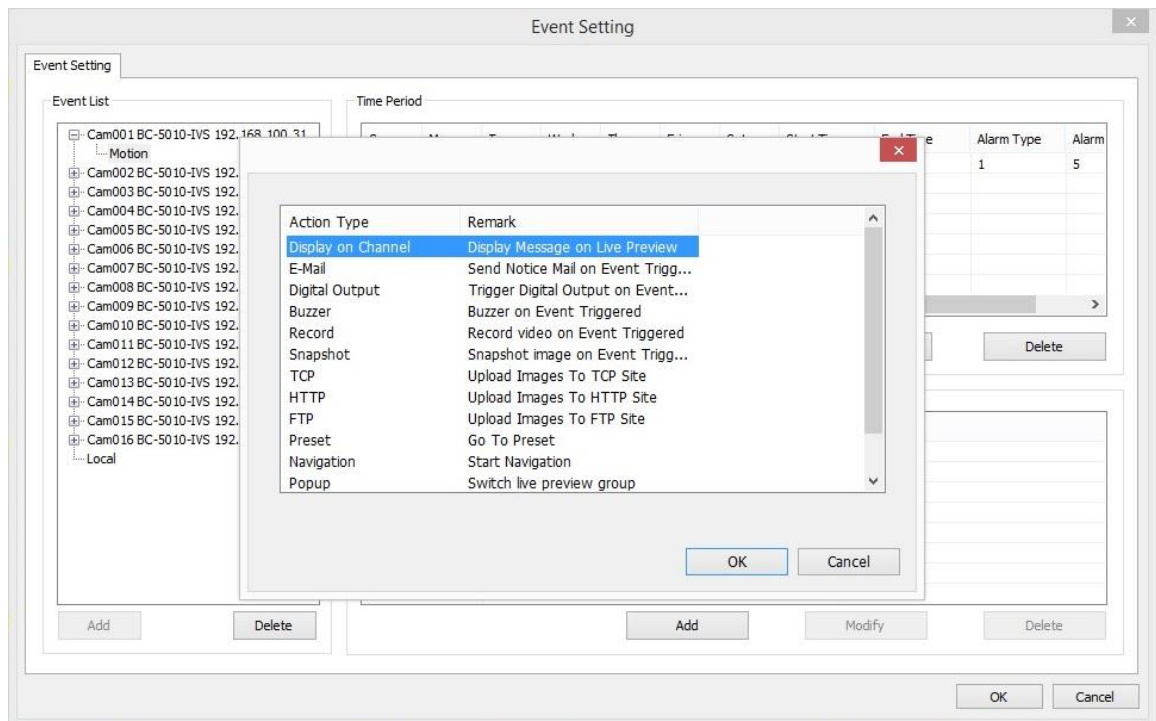 Event Setting
Event Setting
Event List
Time Period
Cam001 BC-5010-IVS 192.168.100.31
Motion
Cam002 BC-5010-IVS 192.
Cam003 BC-5010-IVS 192.
Cam004 BC-5010-IVS 192.
Cam005 BC-5010-IVS 192.
Cam006 BC-5010-IVS 192.
Cam007 BC-5010-IVS 192.
Cam008 BC-5010-IVS 192.
Cam009 BC-5010-IVS 192.
Cam010 BC-5010-IVS 192.
Cam011 BC-5010-IVS 192.
Cam012 BC-5010-IVS 192.
Cam013 BC-5010-IVS 192.
Cam014 BC-5010-IVS 192.
Cam015 BC-5010-IVS 192.
Cam016 BC-5010-IVS 192.
Local
Alarm Type Alarm
1 5
Action Type Remark
Display on Channel Display Message on Live Preview
E-Mail Send Notice Mail on Event Trigg...
Digital Output Trigger Digital Output on Event...
Buzzer Buzzer on Event Triggered
Record Record video on Event Triggered
Snapshot Snapshot image on Event Trigg...
TCP Upload Images To TCP Site
HTTP Upload Images To HTTP Site
FTP Upload Images To FTP Site
Preset Go To Preset
Navigation Start Navigation
Popup Switch live preview group
OK Cancel
Delete
Add Delete
Add Modify Delete
OK Cancel